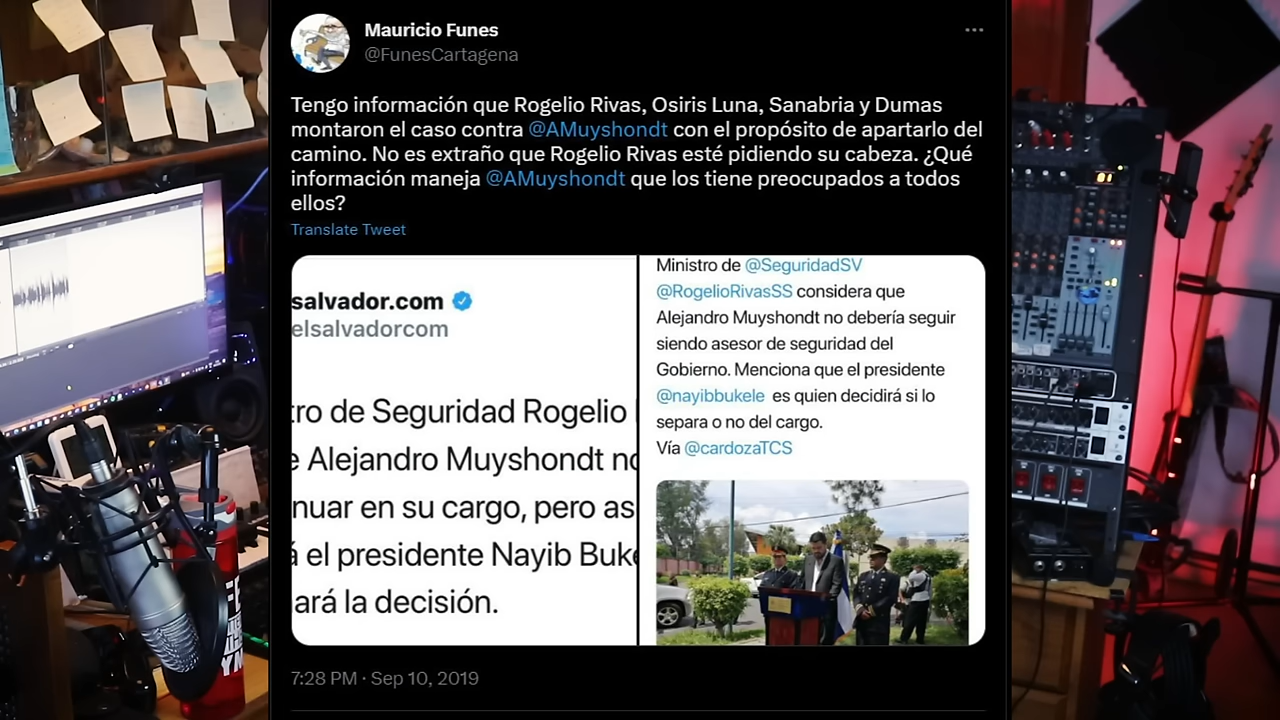 Mauricio Funes
@FunesCartagena
Tengo información que Rogelio Rivas, Osiris Luna, Sanabria y Dumas
montaron el caso contra @AMuyshondt con el propósito de apartarlo del
camino. No es extraño que Rogelio Rivas esté pidiendo su cabeza. ¿Qué
información maneja @AMuyshondt que los tiene preocupados a todos
ellos?
Translate Tweet
salvador.com
elsalvadorcom
tro de Seguridad Rogelio
e Alejandro Muyshondt no
nuar en su cargo, pero as
á el presidente Nayib Buke
ará la decisión.
Ministro de @SeguridadSV
@RogelioRivasSS considera que
Alejandro Muyshondt no debería seguir
siendo asesor de seguridad del
Gobierno. Menciona que el presidente
@nayibbukele es quien decidirá si lo
separa o no del cargo.
Vía @cardozaTCS
7:28 PM · Sep 10, 2019